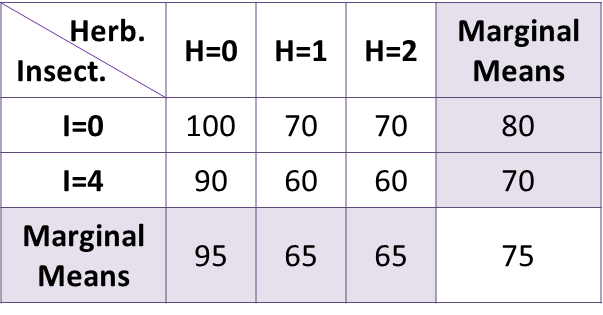 Herb.
Insect.
H=0 H=1 H=2 Marginal Means
I=0 100 70 70 80
I=4 90 60 60 70
Marginal Means 95 65 65 75